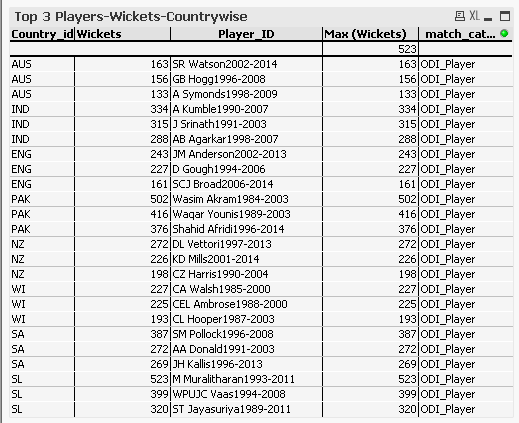 Top 3 Players-Wickets-Countrywise XL
Country_id Wickets Player_ID Max (Wickets) match_cat...
523
AUS 163 SR Watson2002-2014 163 ODI_Player
AUS 156 GB Hogg1996-2008 156 ODI_Player
AUS 133 A Symonds1998-2009 133 ODI_Player
IND 334 A Kumble1990-2007 334 ODI_Player
IND 315 J Srinath1991-2003 315 ODI_Player
IND 288 AB Agarkar1998-2007 288 ODI_Player
ENG 243 JM Anderson2002-2013 243 ODI_Player
ENG 227 D Gough1994-2006 227 ODI_Player
ENG 161 SCJ Broad2006-2014 161 ODI_Player
PAK 502 Wasim Akram1984-2003 502 ODI_Player
PAK 416 Waqar Younis1989-2003 416 ODI_Player
PAK 376 Shahid Afridi1996-2014 376 ODI_Player
NZ 272 DL Vettori1997-2013 272 ODI_Player
NZ 226 KD Mills2001-2014 226 ODI_Player
NZ 198 CZ Harris1990-2004 198 ODI_Player
WI 227 CA Walsh1985-2000 227 ODI_Player
WI 225 CEL Ambrose1988-2000 225 ODI_Player
WI 193 CL Hooper1987-2003 193 ODI_Player
SA 387 SM Pollock1996-2008 387 ODI_Player
SA 272 AA Donald1991-2003 272 ODI_Player
SA 269 JH Kallis1996-2013 269 ODI_Player
SL 523 M Muralitharan1993-2011 523 ODI_Player
SL 399 WPUJC Vaas1994-2008 399 ODI_Player
SL 320 ST Jayasuriya1989-2011 320 ODI_Player